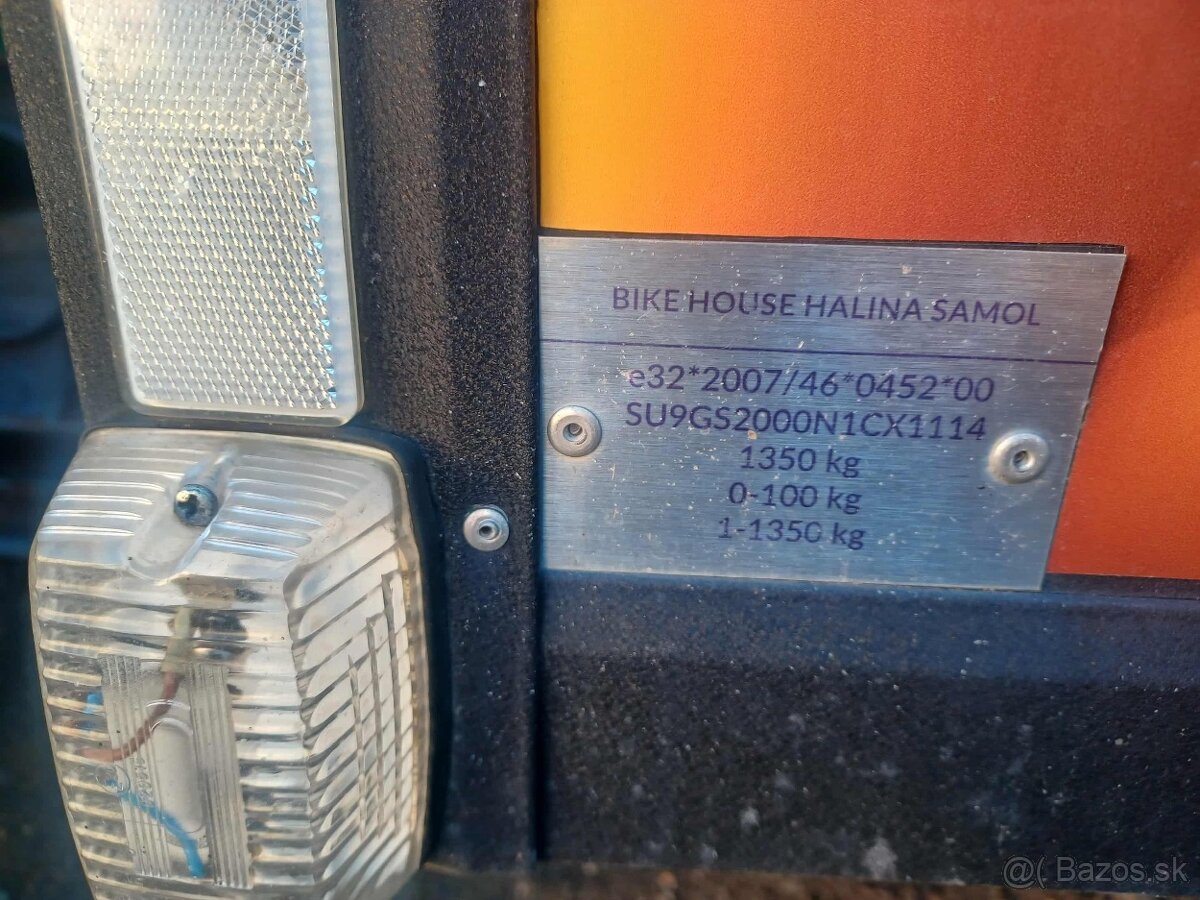 BIKE HOUSE HALINA SAMOL
e32*2007/46*0452*00
SU9GS2000N1CX1114
1350 kg
0-100 kg
1-1350 kg
@( Bazos.sk